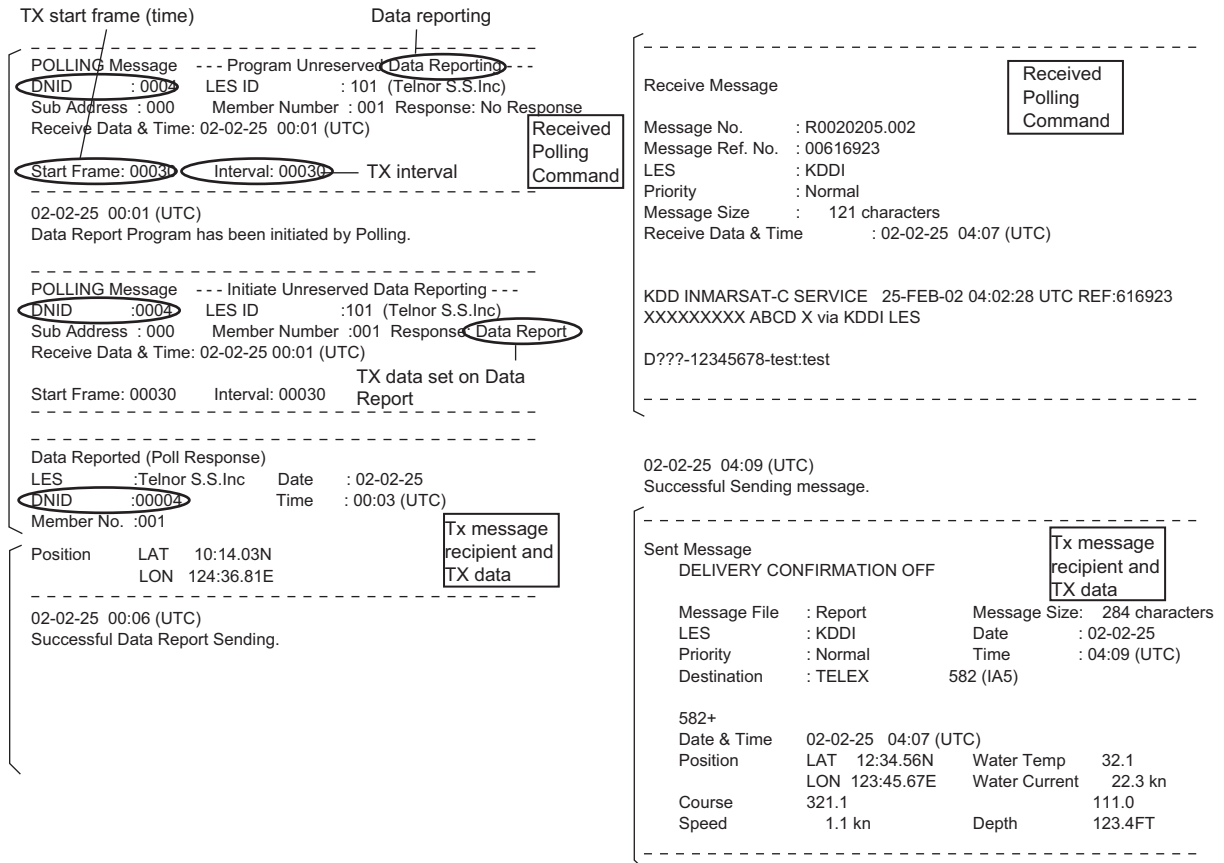 TX start frame (time)
Data reporting
POLLING Message - - - Program Unreserved Data Reporting - - -
DNID : 0004 LES ID : 101 (Telnor S.S.Inc)
Sub Address : 000 Member Number : 001 Response: No Response
Receive Data & Time: 02-02-25 00:01 (UTC)
Received
Polling
Command
Start Frame: 00030 Interval: 00030 TX interval
02-02-25 00:01 (UTC)
Data Report Program has been initiated by Polling.
POLLING Message - - - Initiate Unreserved Data Reporting - - -
DNID :0004 LES ID :101 (Telnor S.S.Inc)
Sub Address : 000 Member Number :001 Response: Data Report
Receive Data & Time: 02-02-25 00:01 (UTC)
TX data set on Data
Report
Start Frame: 00030 Interval: 00030
Data Reported (Poll Response)
LES :Telnor S.S.Inc Date : 02-02-25
DNID :00004 Time : 00:03 (UTC)
Member No. :001
Tx message
recipient and
TX data
Position LAT 10:14.03N
LON 124:36.81E
02-02-25 00:06 (UTC)
Successful Data Report Sending.
Receive Message
Received
Polling
Command
Message No. : R0020205.002
Message Ref. No. : 00616923
LES : KDDI
Priority : Normal
Message Size : 121 characters
Receive Data & Time : 02-02-25 04:07 (UTC)
KDD INMARSAT-C SERVICE 25-FEB-02 04:02:28 UTC REF:616923
XXXXXXXXX ABCD X via KDDI LES
D???-12345678-test:test
02-02-25 04:09 (UTC)
Successful Sending message.
Sent Message
DELIVERY CONFIRMATION OFF
Tx message
recipient and
TX data
Message File : Report Message Size: 284 characters
LES : KDDI Date : 02-02-25
Priority : Normal Time : 04:09 (UTC)
Destination : TELEX 582 (IA5)
582+
Date & Time 02-02-25 04:07 (UTC)
Position LAT 12:34.56N Water Temp 32.1
LON 123:45.67E Water Current 22.3 kn
Course 321.1 111.0
Speed 1.1 kn Depth 123.4FT